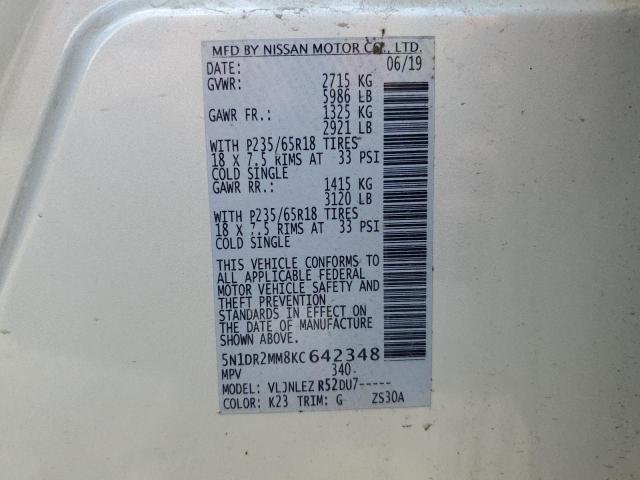 MFD BY NISSAN MOTOR CO., LTD.
DATE: 06/19
GVWR: 2715 KG
5986 LB
GAWR FR.: 1325 KG
2921 LB
WITH P235/65R18 TIRES
18 X 7.5 RIMS AT 33 PSI
COLD SINGLE
GAWR RR.: 1415 KG
3120 LB
WITH P235/65R18 TIRES
18 X 7.5 RIMS AT 33 PSI
COLD SINGLE
THIS VEHICLE CONFORMS TO
ALL APPLICABLE FEDERAL
MOTOR VEHICLE SAFETY AND
THEFT PREVENTION
STANDARDS IN EFFECT ON
THE DATE OF MANUFACTURE
SHOWN ABOVE.
5N1DR2MM8KC642348
MPV 340-
MODEL: VLJNLEZ R52DU7-----
COLOR: K23 TRIM: G ZS30A